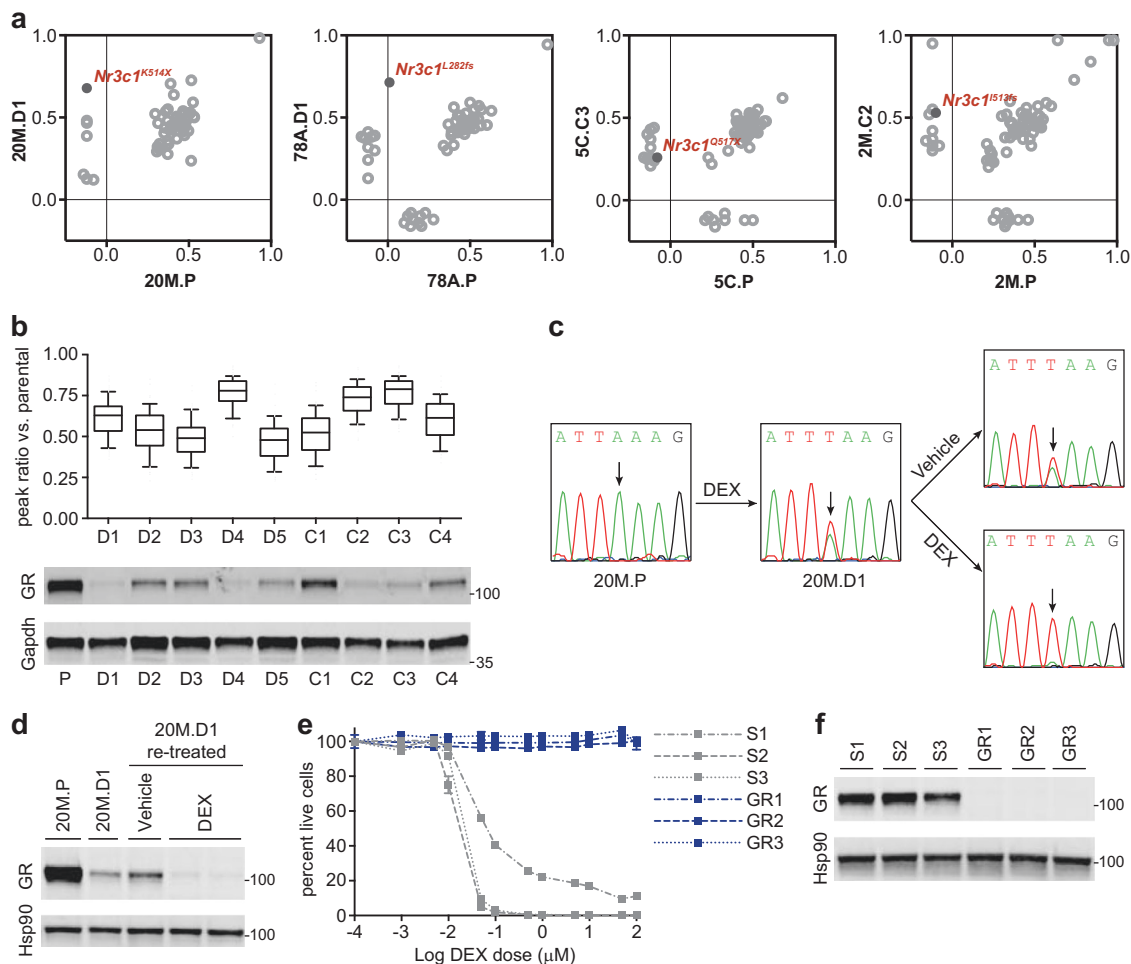 a
Nr3c1K514X
20M.D1
1.0
0.5
0.0
0.0 0.5 1.0
20M.P
Nr3c1L282fs
78A.D1
1.0
0.5
0.0
0.0 0.5 1.0
78A.P
Nr3c1Q517X
5C.C3
1.0
0.5
0.0
0.0 0.5 1.0
5C.P
Nr3c1I513fs
2M.C2
1.0
0.5
0.0
0.0 0.5 1.0
2M.P
b
peak ratio vs. parental
1.00
0.75
0.50
0.25
0.00
D1 D2 D3 D4 D5 C1 C2 C3 C4
GR
-100
Gapdh
-35
P D1 D2 D3 D4 D5 C1 C2 C3 C4
c
A T T A A A G
20M.P
DEX
A T T T A A G
20M.D1
Vehicle
DEX
A T T T A A G
A T T T A A G
d
20M.D1
re-treated
20M.P 20M.D1 Vehicle DEX
GR
-100
Hsp90
-100
e
percent live cells
100
80
60
40
20
0
-4 -3 -2 -1 0 1 2
Log DEX dose (μM)
S1
S2
S3
GR1
GR2
GR3
f
S1 S2 S3 GR1 GR2 GR3
GR
-100
Hsp90
-100